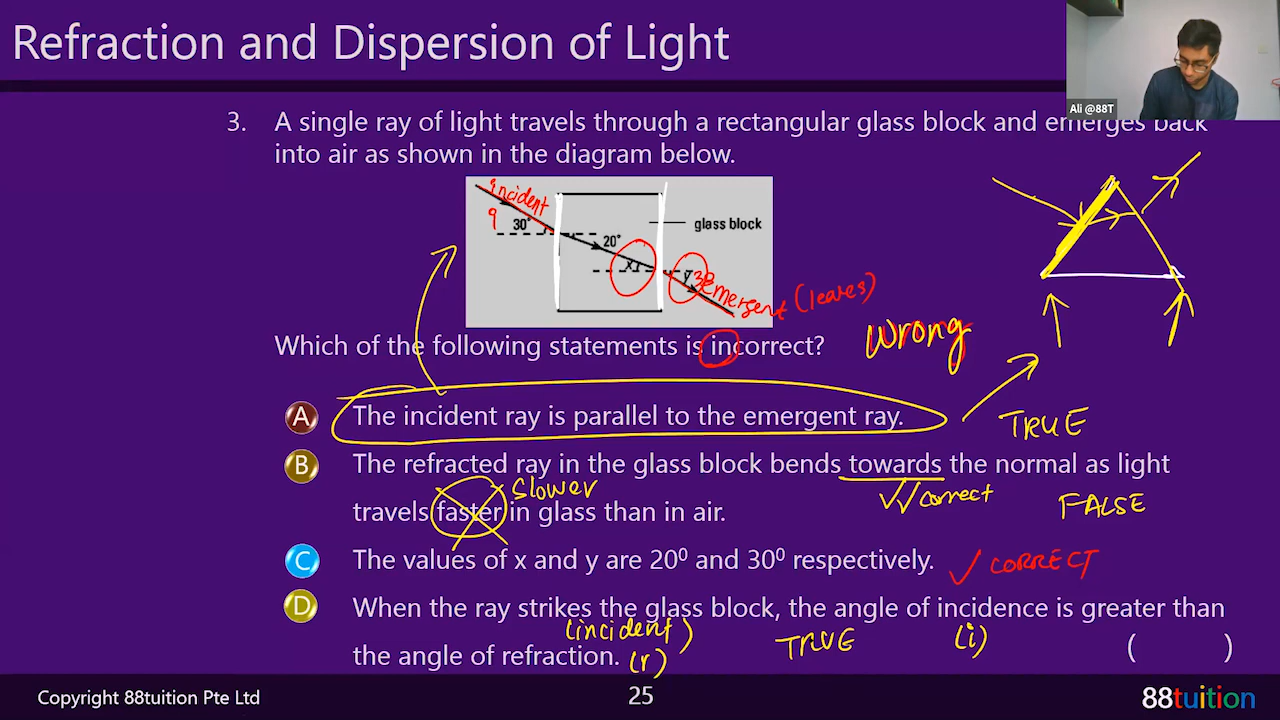 Refraction and Dispersion of Light
Ali @88T
3. A single ray of light travels through a rectangular glass block and emerges back
into air as shown in the diagram below.
incident
30°
20°
glass block
x
y 30
emergent (leaves)
Which of the following statements is incorrect?
Wrong
A The incident ray is parallel to the emergent ray.
TRUE
B The refracted ray in the glass block bends towards the normal as light
slower
correct
travels faster in glass than in air.
FALSE
C The values of x and y are 20⁰ and 30⁰ respectively.
CORRECT
D When the ray strikes the glass block, the angle of incidence is greater than
(incident)
TRUE
(i)
the angle of refraction. (r)
( )
Copyright 88tuition Pte Ltd
25
88tuition